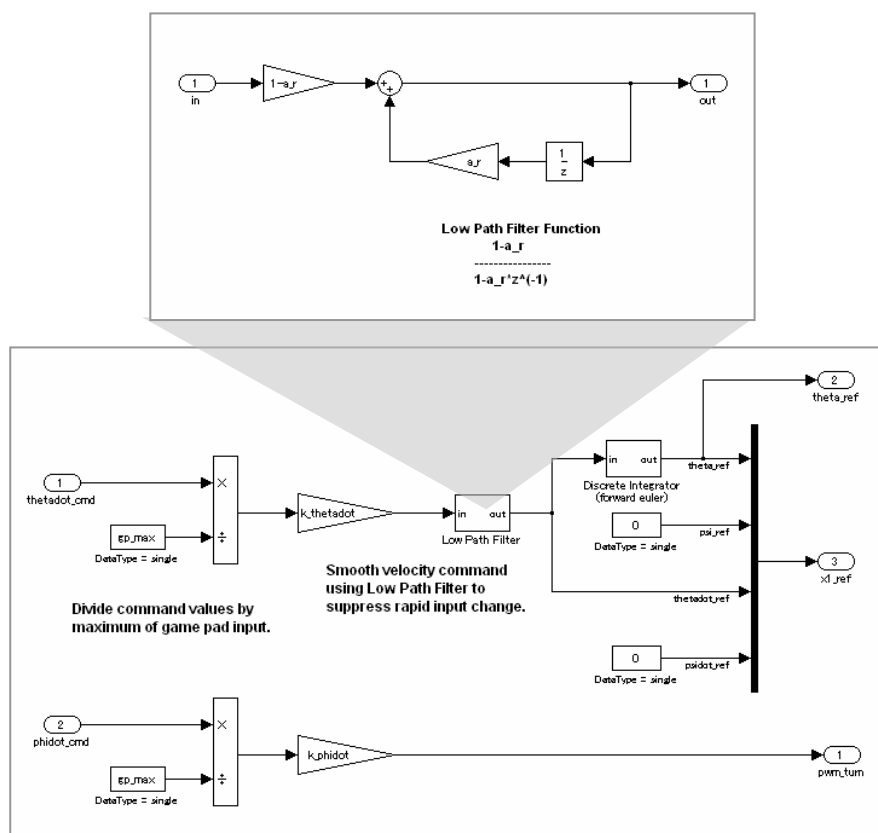 1
in
1-a_r
+
+
1
out
a_r
1
z
Low Path Filter Function
1-a_r
-----------------
1-a_r*z^(-1)
2
theta_ref
1
thetadot_cmd
×
÷
gp_max
DataType = single
k_thetadot
in out
Low Path Filter
in out
Discrete Integrator
(forward euler)
theta_ref
0
DataType = single
psi_ref
thetadot_ref
0
DataType = single
psidot_ref
3
x1_ref
Smooth velocity command
using Low Path Filter to
suppress rapid input change.
Divide command values by
maximum of game pad input.
2
phidot_cmd
×
÷
gp_max
DataType = single
k_phidot
1
pwm_turn